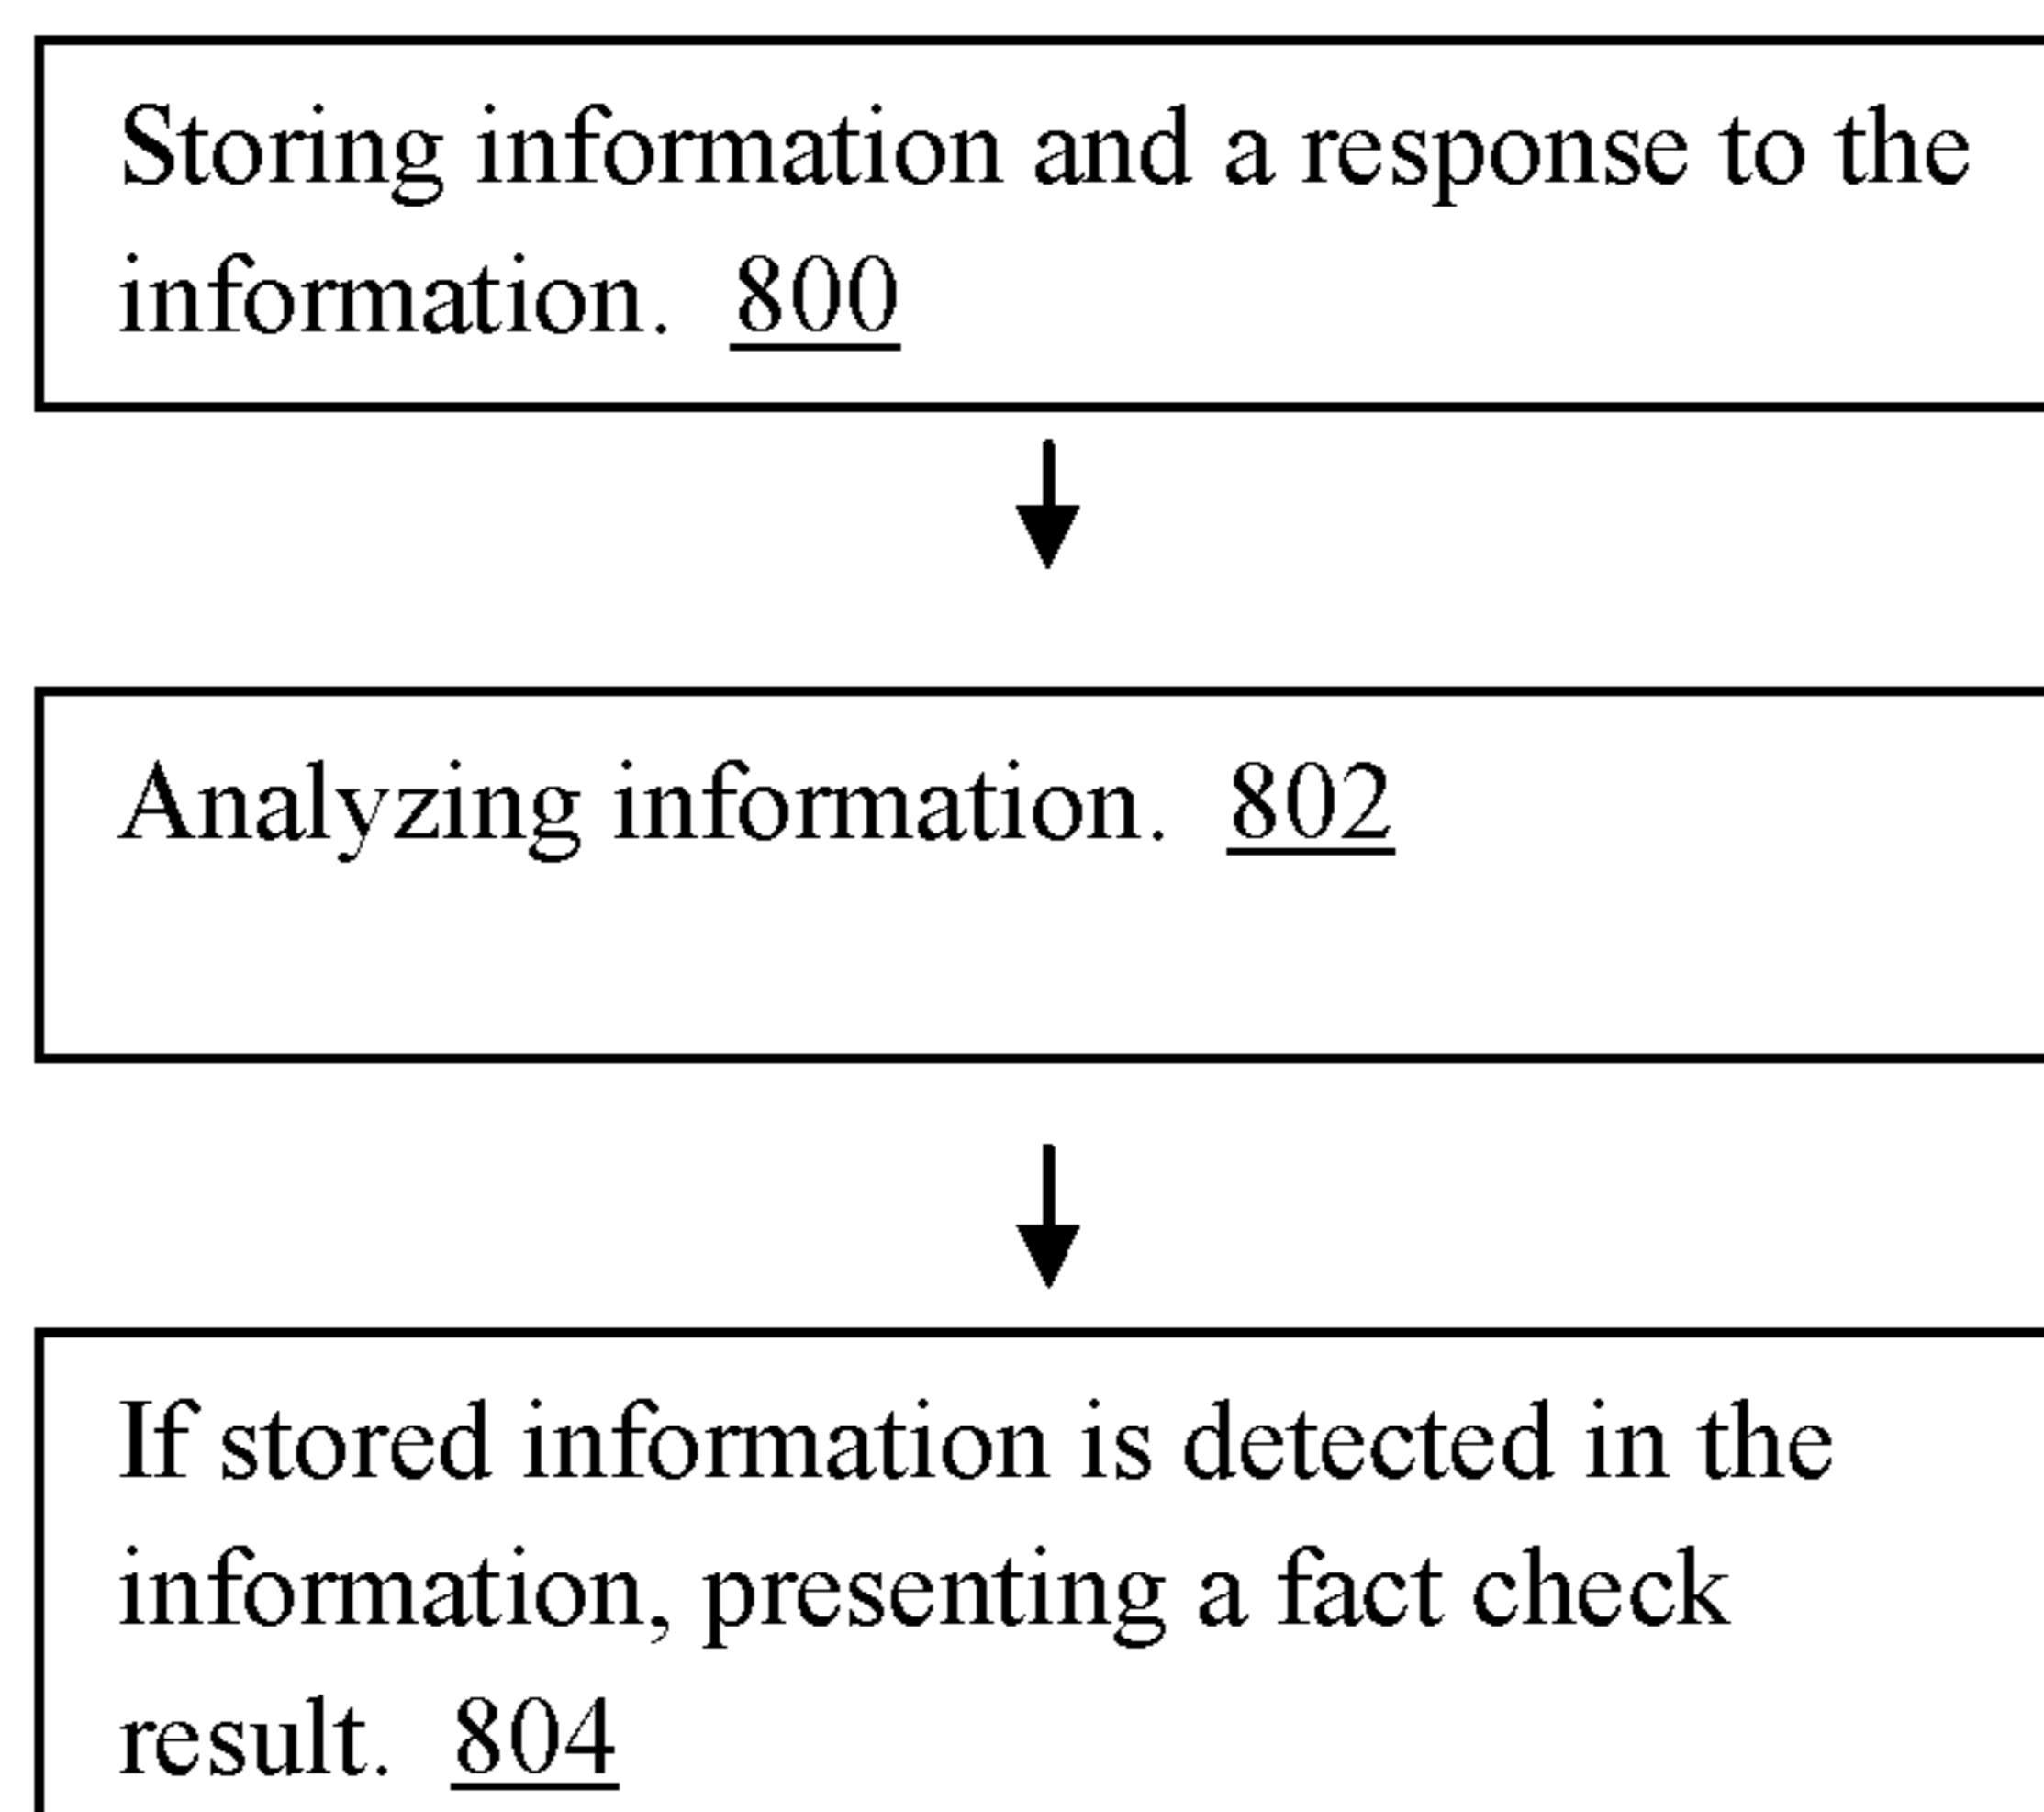 Storing information and a response to the
information. 800
Analyzing information. 802
If stored information is detected in the
information, presenting a fact check
result. 804